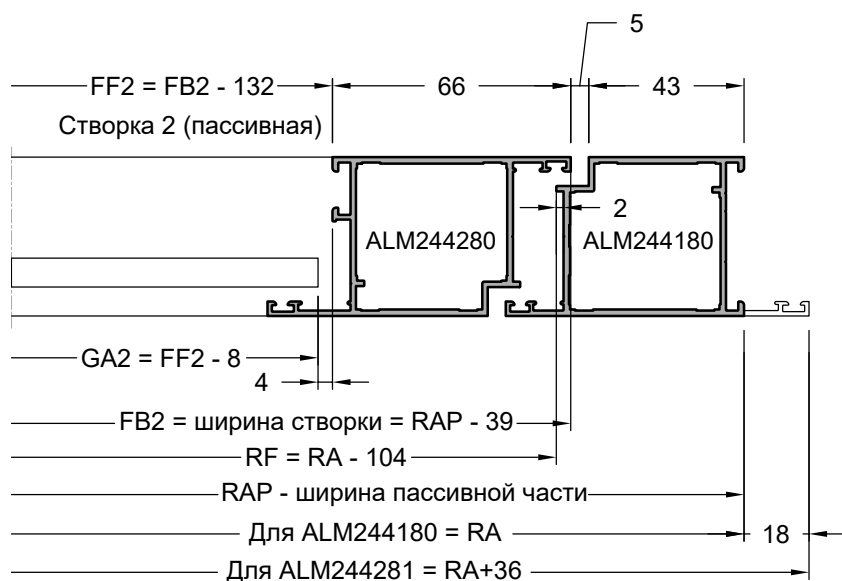 5
FF2 = FB2 - 132
66
43
Створка 2 (пассивная)
2
ALM244280
ALM244180
GA2 = FF2 - 8
4
FB2 = ширина створки = RAP - 39
RF = RA - 104
RAP - ширина пассивной части
Для ALM244180 = RA
18
Для ALM244281 = RA+36